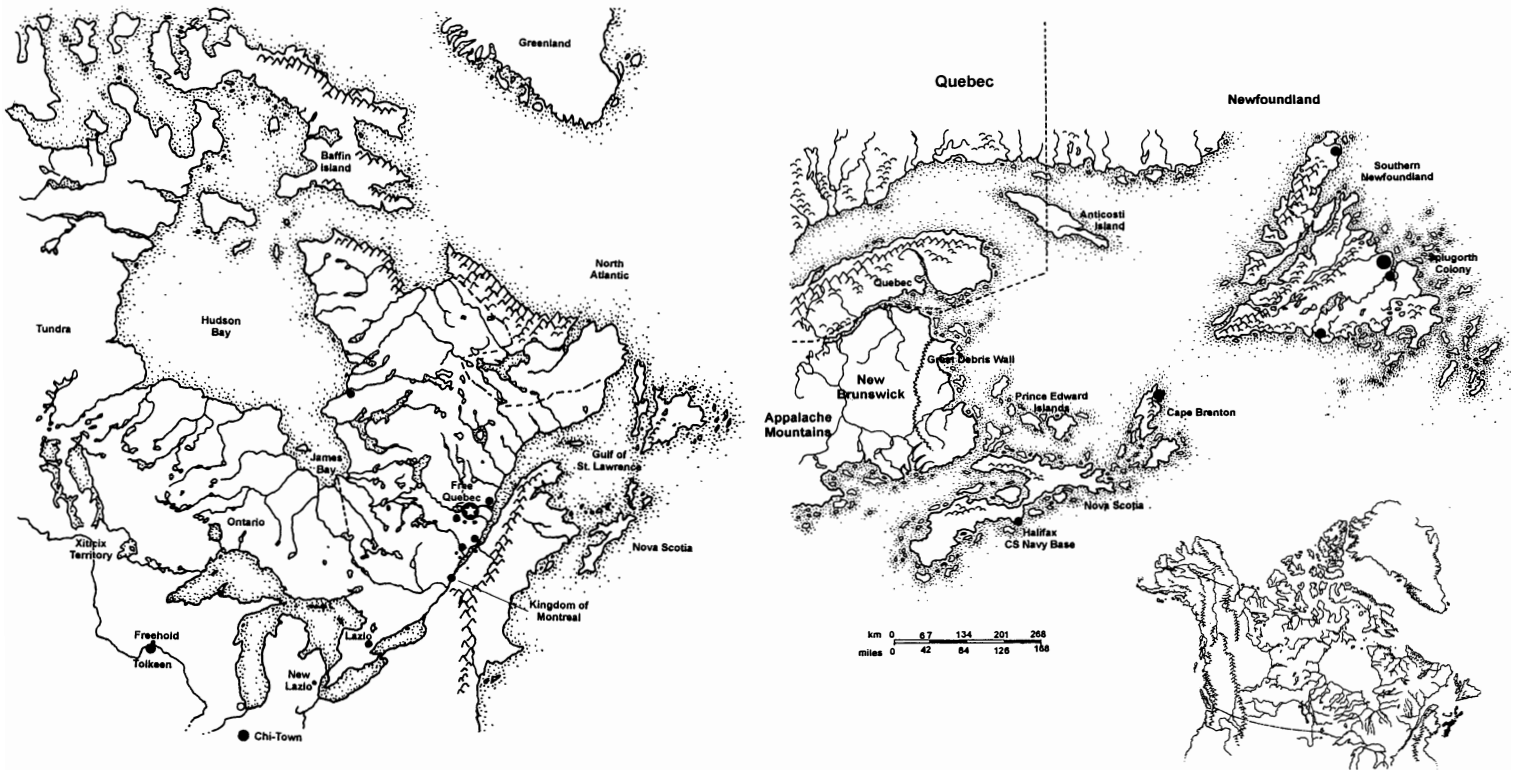 Greenland
Baffin
Island
North
Atlantic
Tundra
Hudson
Bay
James
Bay
Gulf of
St. Lawrence
Free
Quebec
Ontario
Xiticix
Territory
Nova Scotia
Kingdom of
Montreal
Freehold
Tolkeen
Lazlo
New
Lazlo
Chi-Town
Quebec
Newfoundland
Southern
Newfoundland
Anticosti
Island
Splugorth
Colony
Quebec
Great Debris Wall
New
Brunswick
Prince Edward
Islands
Cape Brenton
Appalache
Mountains
Nova Scotia
Halifax
CS Navy Base
km 0 67 134 201 268
miles 0 42 84 126 168